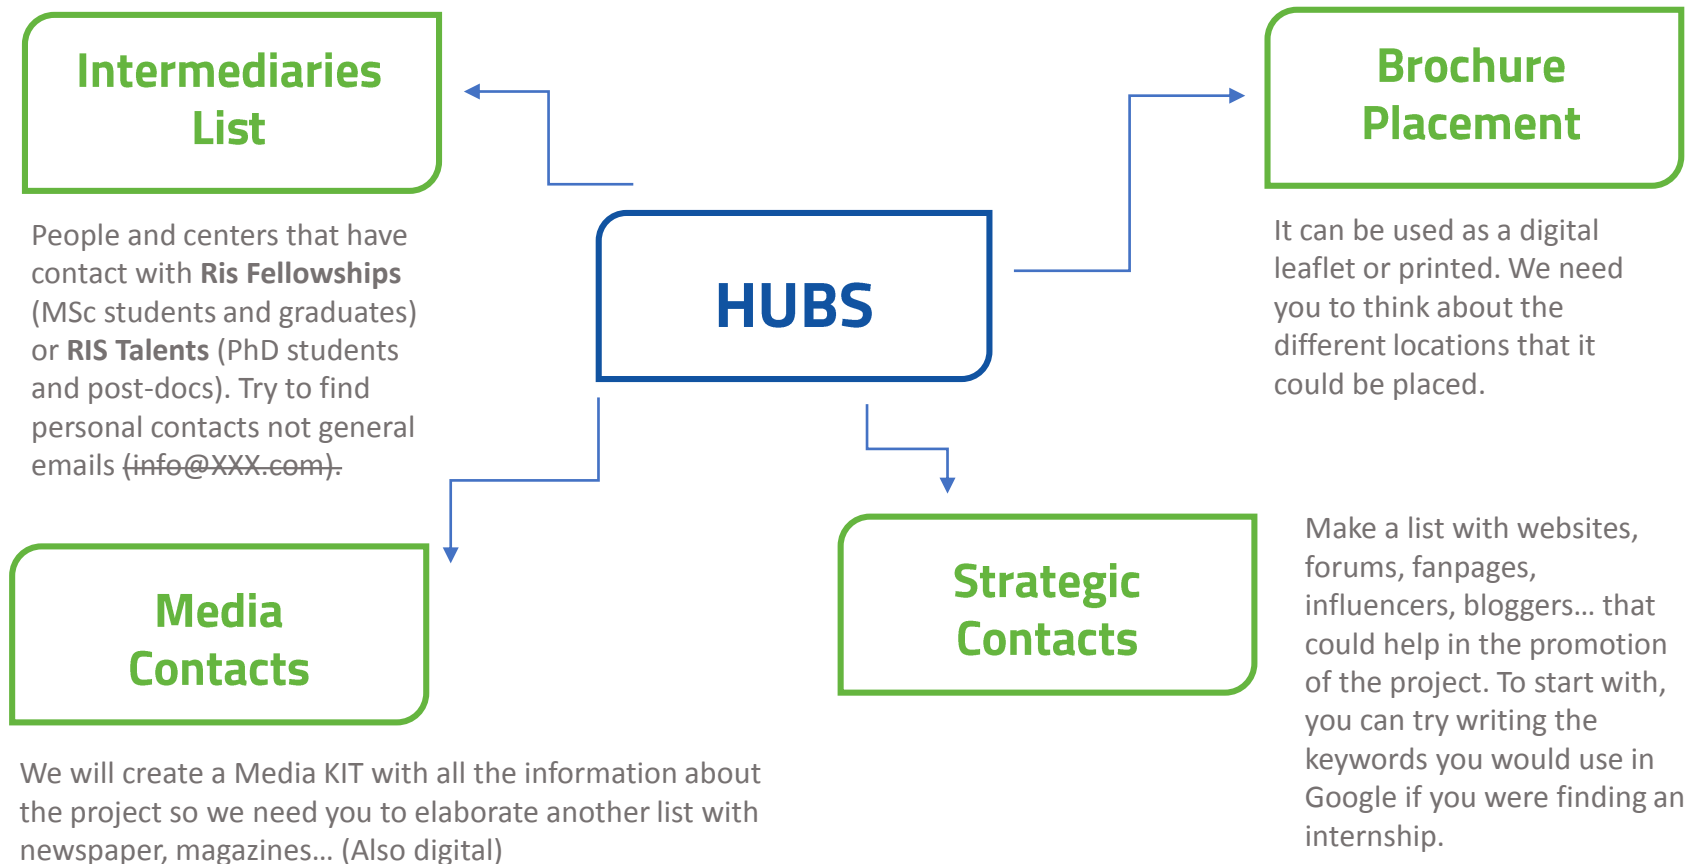 Intermediaries
List
People and centers that have
contact with Ris Fellowships
(MSc students and graduates)
or RIS Talents (PhD students
and post-docs). Try to find
personal contacts not general
emails (info@XXX.com).
Brochure
Placement
It can be used as a digital
leaflet or printed. We need
you to think about the
different locations that it
could be placed.
HUBS
Media
Contacts
We will create a Media KIT with all the information about
the project so we need you to elaborate another list with
newspaper, magazines... (Also digital)
Strategic
Contacts
Make a list with websites,
forums, fanpages,
influencers, bloggers... that
could help in the promotion
of the project. To start with,
you can try writing the
keywords you would use in
Google if you were finding an
internship.